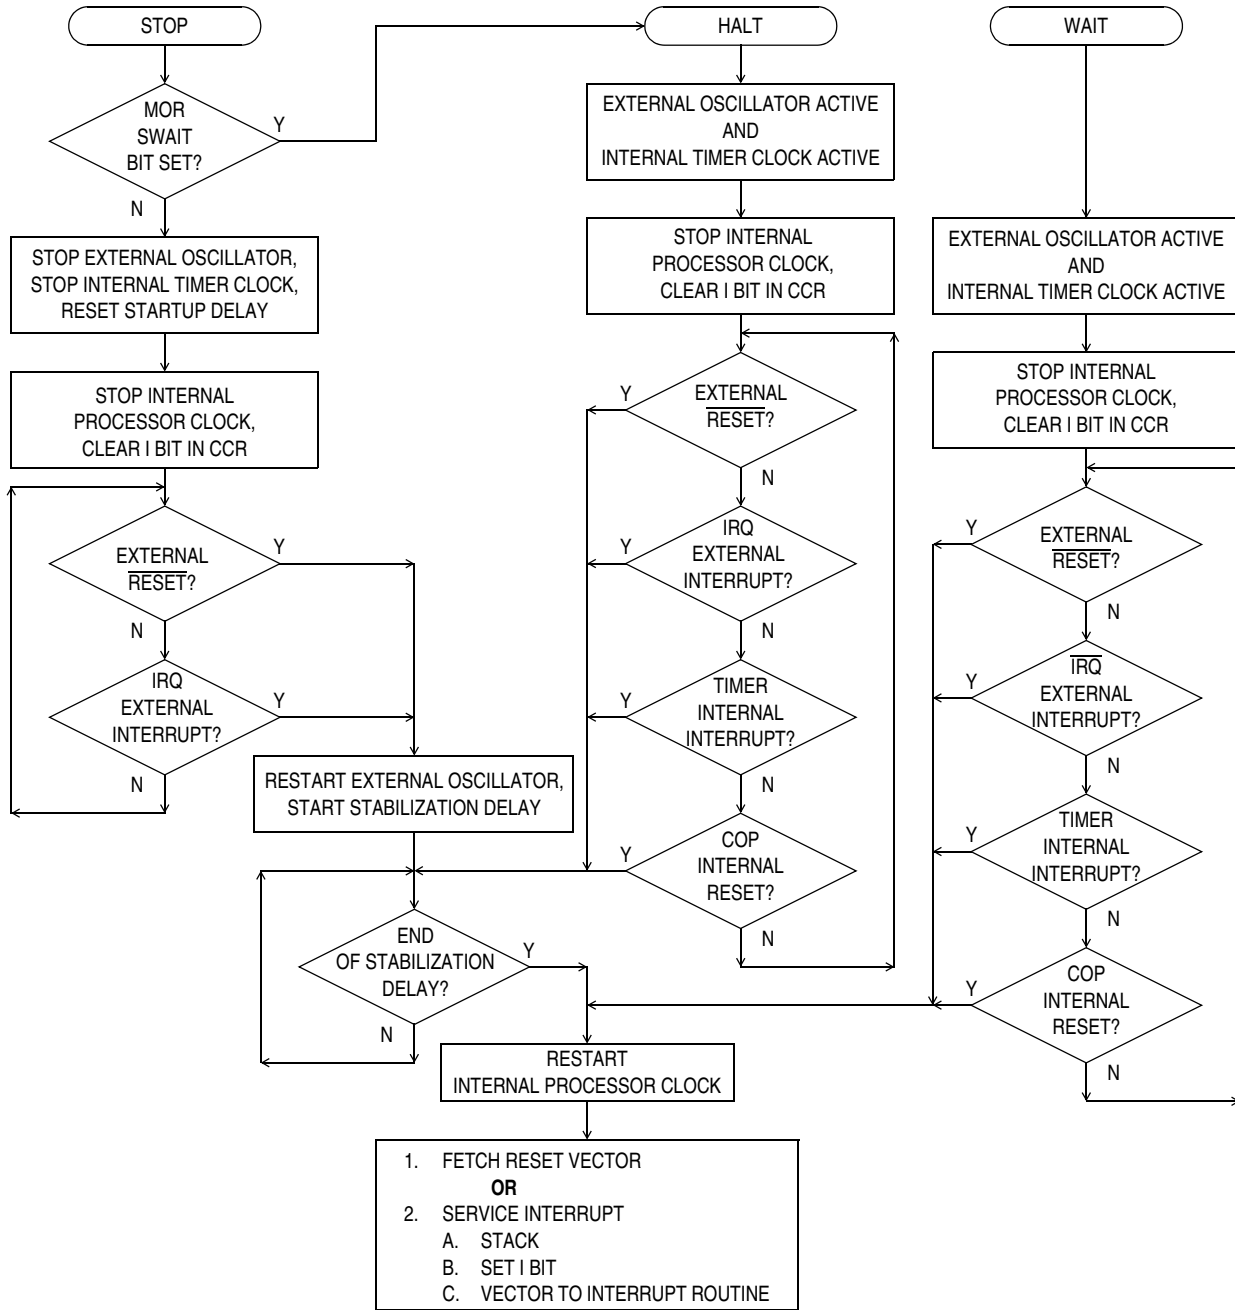 STOP
MOR
SWAIT
BIT SET?
Y
N
STOP EXTERNAL OSCILLATOR,
STOP INTERNAL TIMER CLOCK,
RESET STARTUP DELAY
STOP INTERNAL
PROCESSOR CLOCK,
CLEAR I BIT IN CCR
EXTERNAL
RESET?
Y
N
IRQ
EXTERNAL
INTERRUPT?
Y
N
RESTART EXTERNAL OSCILLATOR,
START STABILIZATION DELAY
END
OF STABILIZATION
DELAY?
Y
N
HALT
EXTERNAL OSCILLATOR ACTIVE
AND
INTERNAL TIMER CLOCK ACTIVE
STOP INTERNAL
PROCESSOR CLOCK,
CLEAR I BIT IN CCR
EXTERNAL
RESET?
Y
N
IRQ
EXTERNAL
INTERRUPT?
Y
N
TIMER
INTERNAL
INTERRUPT?
Y
N
COP
INTERNAL
RESET?
Y
N
WAIT
EXTERNAL OSCILLATOR ACTIVE
AND
INTERNAL TIMER CLOCK ACTIVE
STOP INTERNAL
PROCESSOR CLOCK,
CLEAR I BIT IN CCR
EXTERNAL
RESET?
Y
N
IRQ
EXTERNAL
INTERRUPT?
Y
N
TIMER
INTERNAL
INTERRUPT?
Y
N
COP
INTERNAL
RESET?
Y
N
RESTART
INTERNAL PROCESSOR CLOCK
1. FETCH RESET VECTOR
OR
2. SERVICE INTERRUPT
A. STACK
B. SET I BIT
C. VECTOR TO INTERRUPT ROUTINE